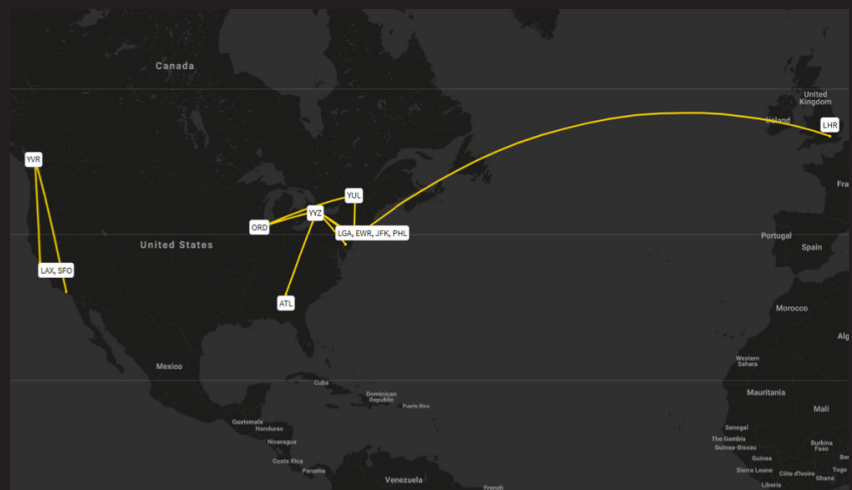 Canada
United
Kingdom
Ireland
LHR
YVR
Fra
YUL
YYZ
ORD
LGA, EWR, JFK, PHL
United States
Portugal
Spain
LAX, SFO
ATL
Morocco
Alg
Mexico
Western
Sahara
Cuba
Dominican
Republic
Puerto Rico
Mauritania
Mali
Guatemala
Honduras
Senegal
The Gambia
Guinea-Bissau
Burkina
Faso
Nicaragua
Guinea
Ben
Costa Rica
Panama
Sierra Leone
Côte d'Ivoire
Togo
Ghana
Venezuela
Liberia
French